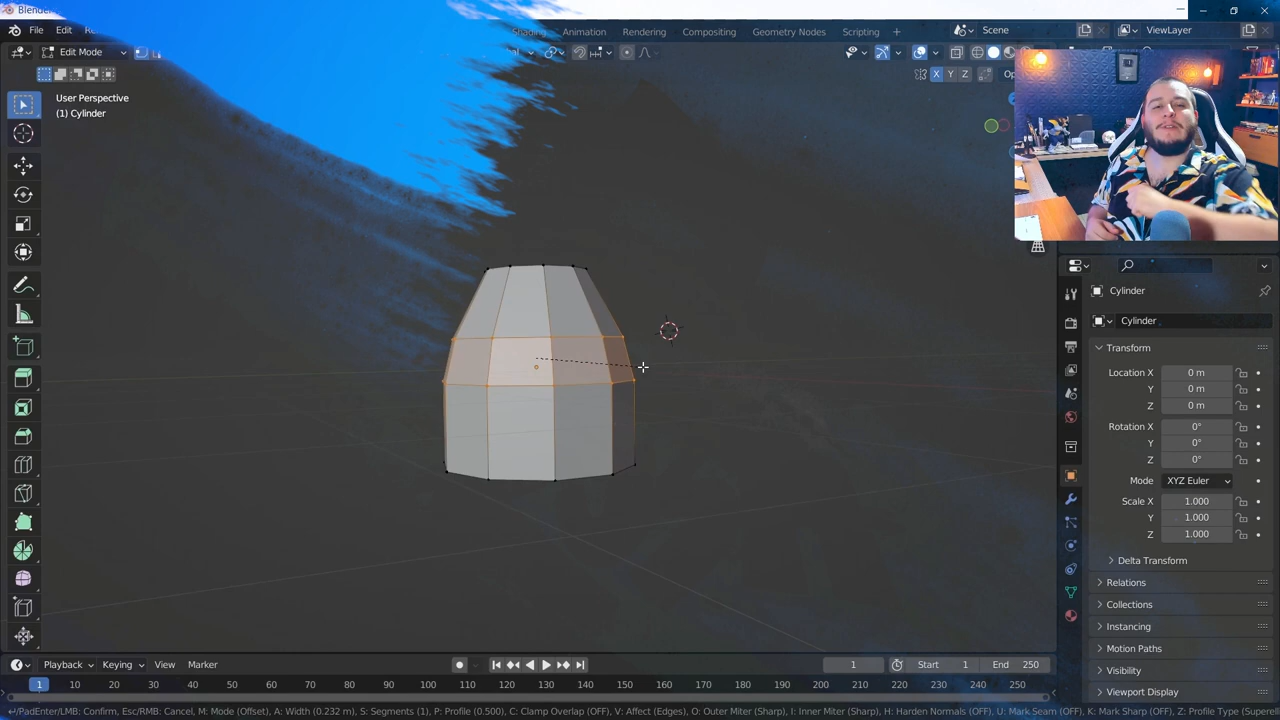 Blender
File Edit Re
Shading Texture Rendering Compositing Geometry Nodes Scripting +
Scene
ViewLayer
Edit Mode
X Y Z Op
User Perspective
(1) Cylinder
Cylinder
Cylinder
Transform
Location X 0 m
Y 0 m
Z 0 m
Rotation X 0°
Y 0°
Z 0°
Mode XYZ Euler
Scale X 1.000
Y 1.000
Z 1.000
Delta Transform
Relations
Collections
Instancing
Motion Paths
Visibility
Viewport Display
Playback Keying View Marker
1 Start 1 End 250
1 10 20 30 40 50 60 70 80 90 100 110 120 130 140 150 160 170 180 190 200 210 220 230 240 250
↵/PadEnter/LMB: Confirm, Esc/RMB: Cancel, M: Mode (Offset), A: Width (0.232 m), S: Segments (1), P: Profile (0.500), C: Clamp Overlap (OFF), V: Affect (Edges), O: Outer Miter (Sharp), I: Inner Miter (Sharp), H: Harden Normals (OFF), U: Mark Seam (OFF), K: Mark Sharp (OFF), Z: Profile Type (Superel